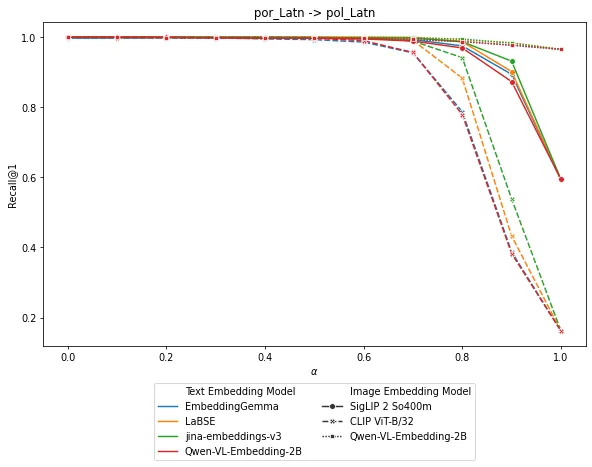 por_Latn -> pol_Latn
Recall@1
1.0
0.8
0.6
0.4
0.2
0.0 0.2 0.4 0.6 0.8 1.0
α
Text Embedding Model
EmbeddingGemma
LaBSE
jina-embeddings-v3
Qwen-VL-Embedding-2B
Image Embedding Model
SigLIP 2 So400m
CLIP ViT-B/32
Qwen-VL-Embedding-2B